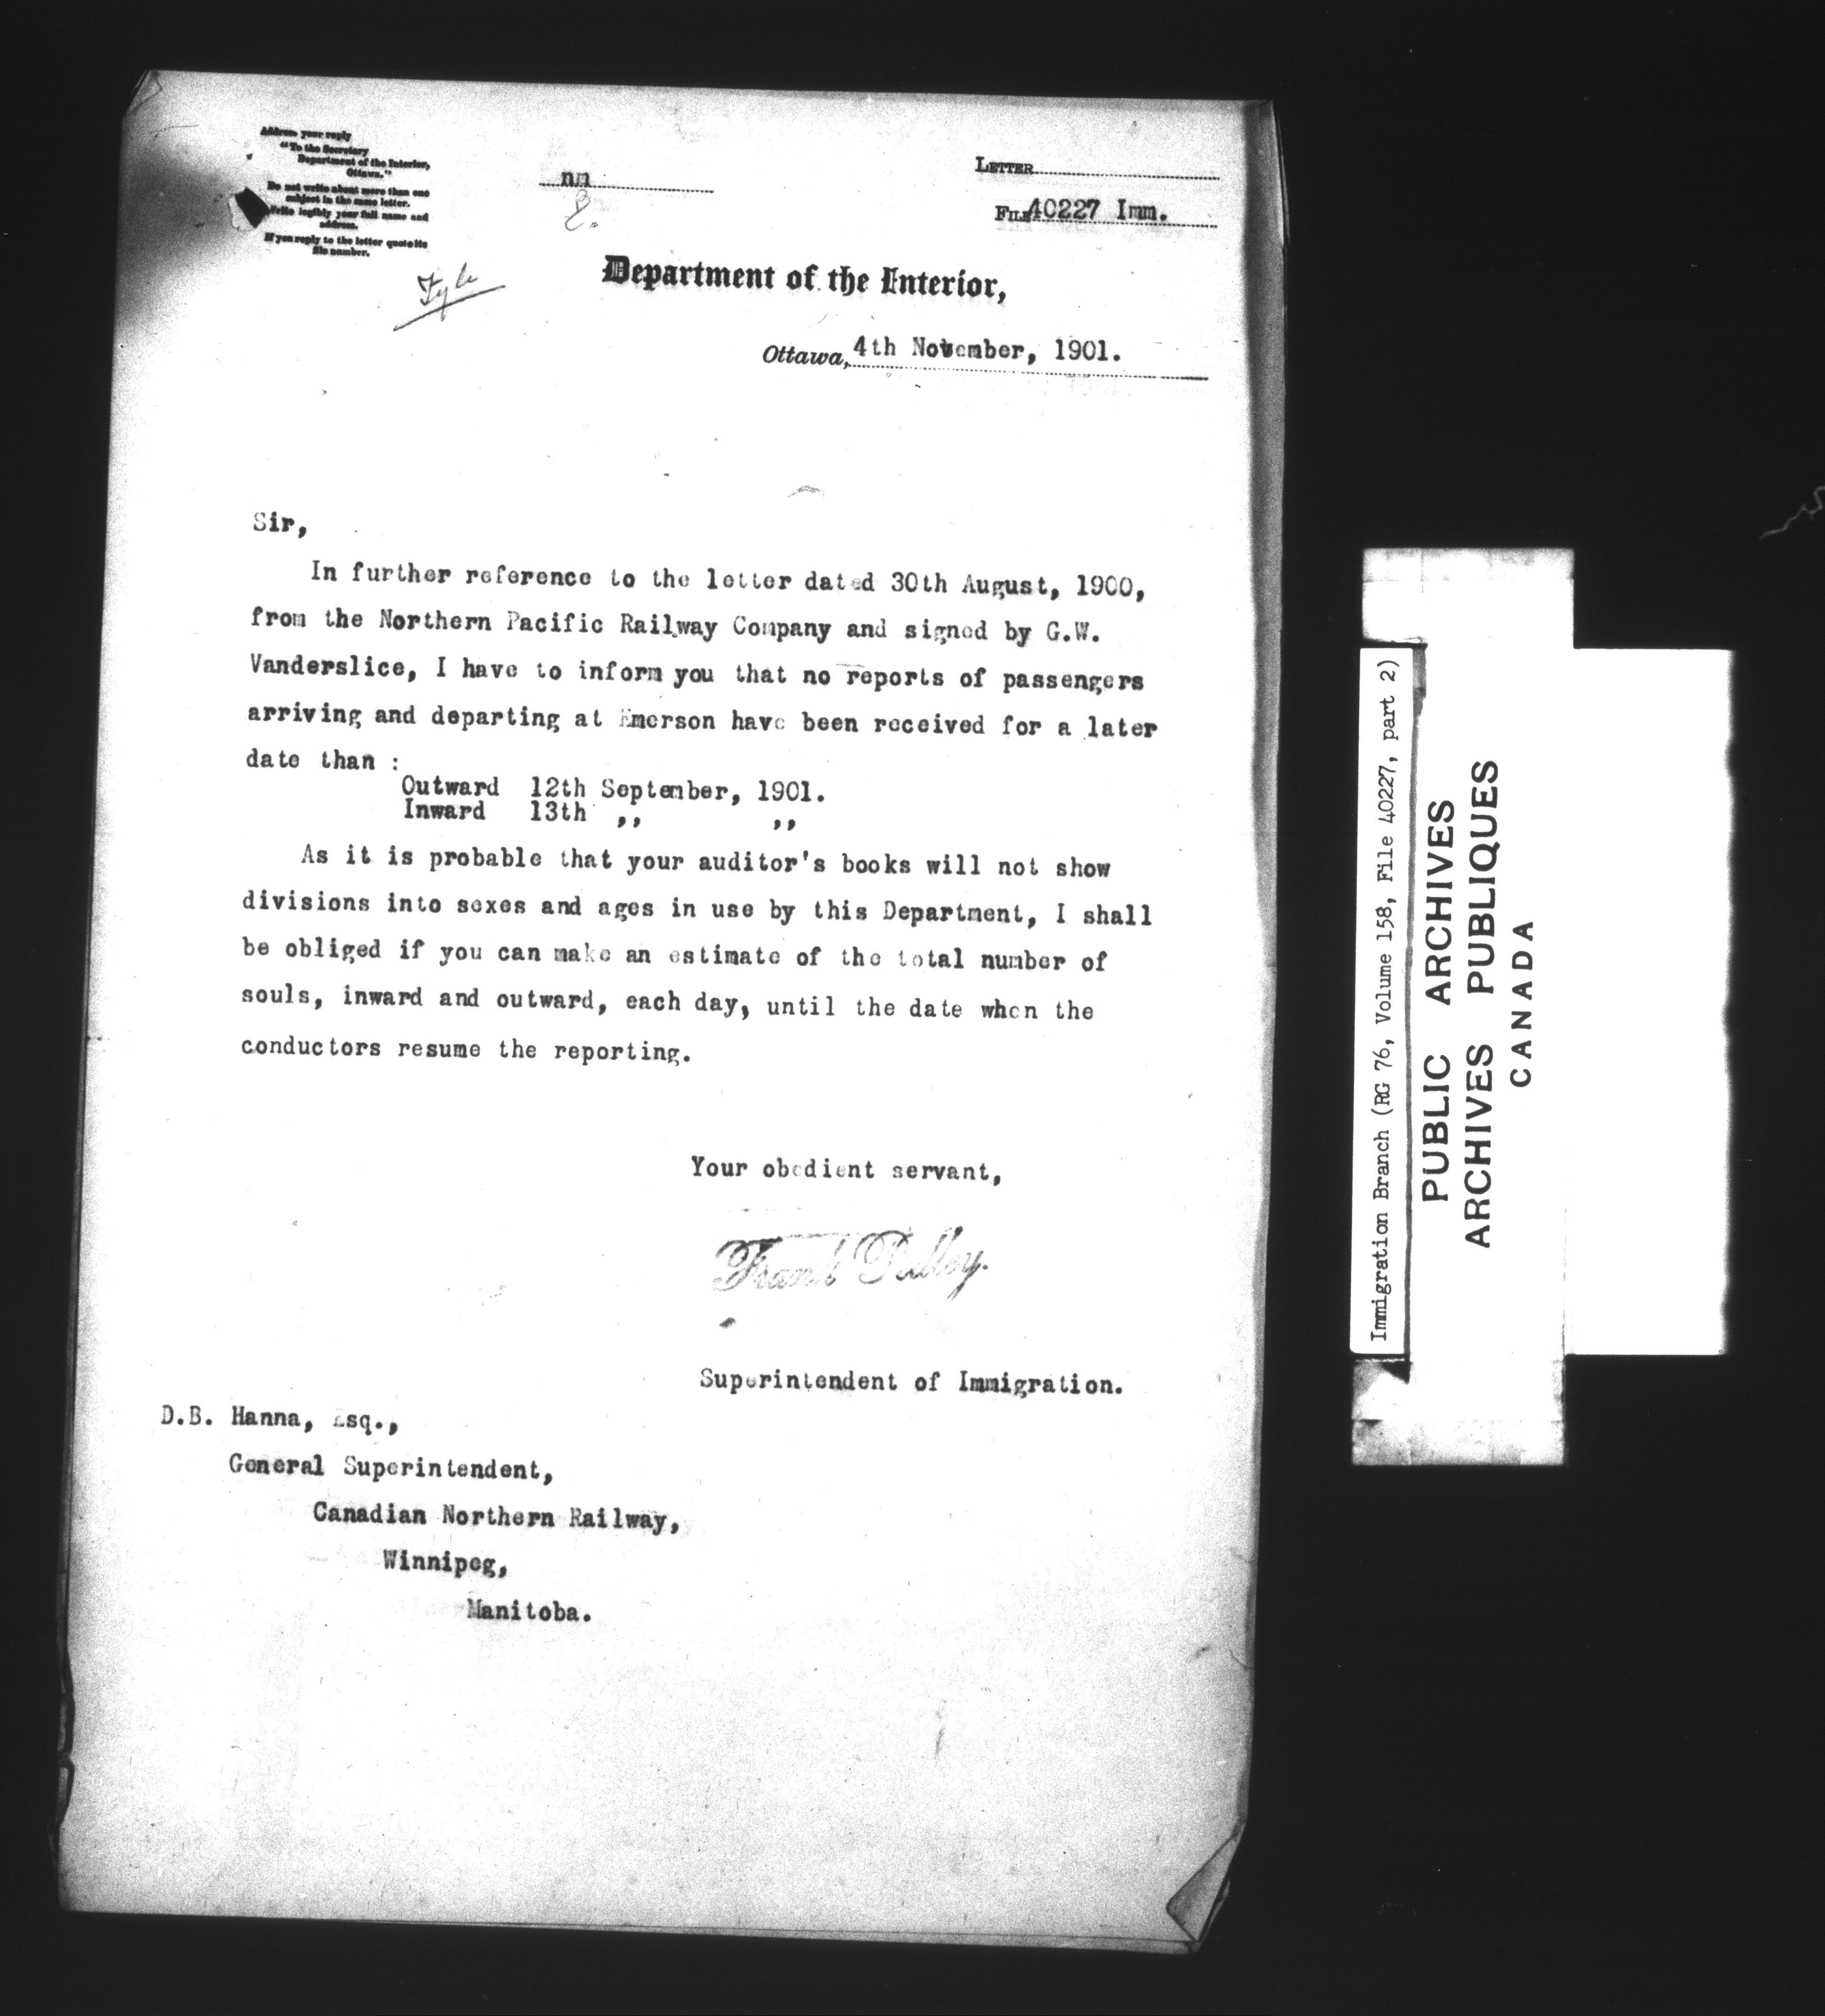 Address your reply
"To the Secretary
Department of the Interior,
Ottawa."
Do not write about more than one
subject in the same letter.
Write legibly your full name and
address.
If you reply to the letter quote its
file number.
nn
LETTER
FILE 40227 Imm.
Fyle
Department of the Interior,
Ottawa, 4th November, 1901.
Sir,
In further reference to the letter dated 30th August, 1900,
from the Northern Pacific Railway Company and signed by G.W.
Vanderslice, I have to inform you that no reports of passengers
arriving and departing at Emerson have been received for a later
date than :
Outward 12th September, 1901.
Inward 13th ,, ,,
As it is probable that your auditor's books will not show
divisions into sexes and ages in use by this Department, I shall
be obliged if you can make an estimate of the total number of
souls, inward and outward, each day, until the date when the
conductors resume the reporting.
Your obedient servant,
Frank Pedley.
Superintendent of Immigration.
D.B. Hanna, Esq.,
General Superintendent,
Canadian Northern Railway,
Winnipeg,
Manitoba.
Immigration Branch (RG 76, Volume 158, File 40227, part 2)
PUBLIC ARCHIVES
ARCHIVES PUBLIQUES
CANADA